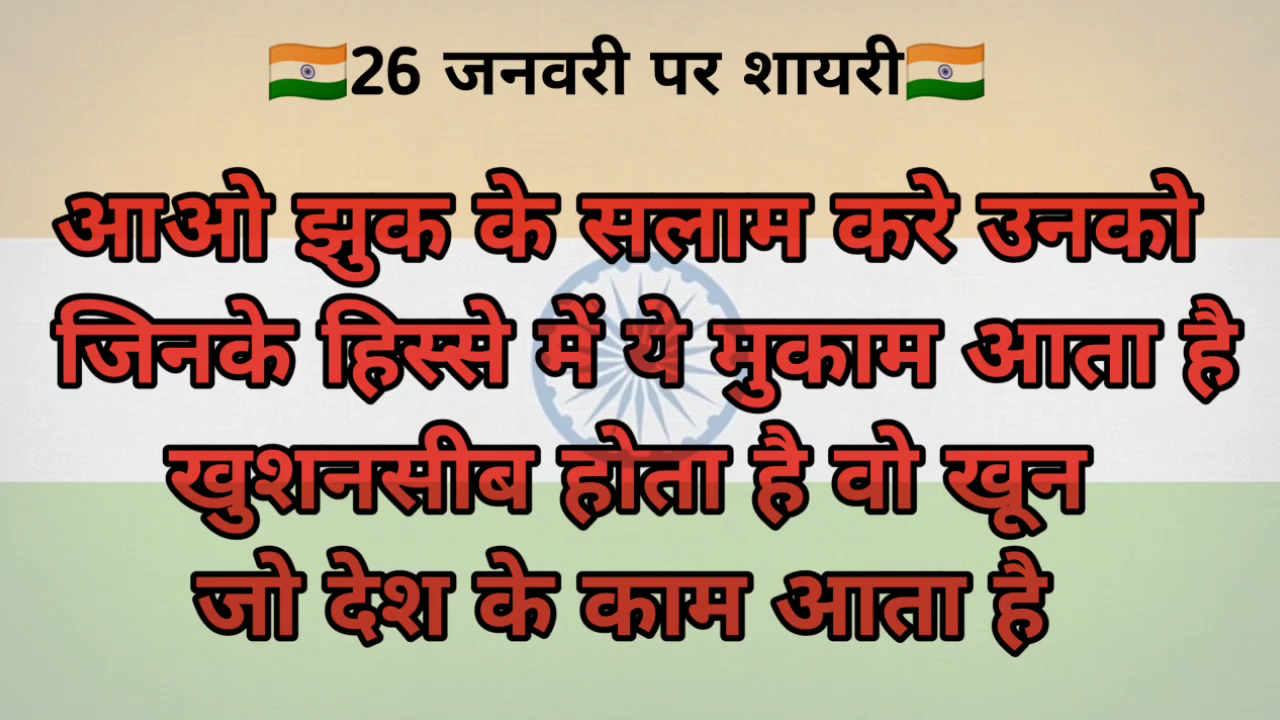 🇮🇳26 जनवरी पर शायरी🇮🇳
आओ झुक के सलाम करे उनको
जिनके हिस्से में ये मुकाम आता है
खुशनसीब होता है वो खून
जो देश के काम आता है